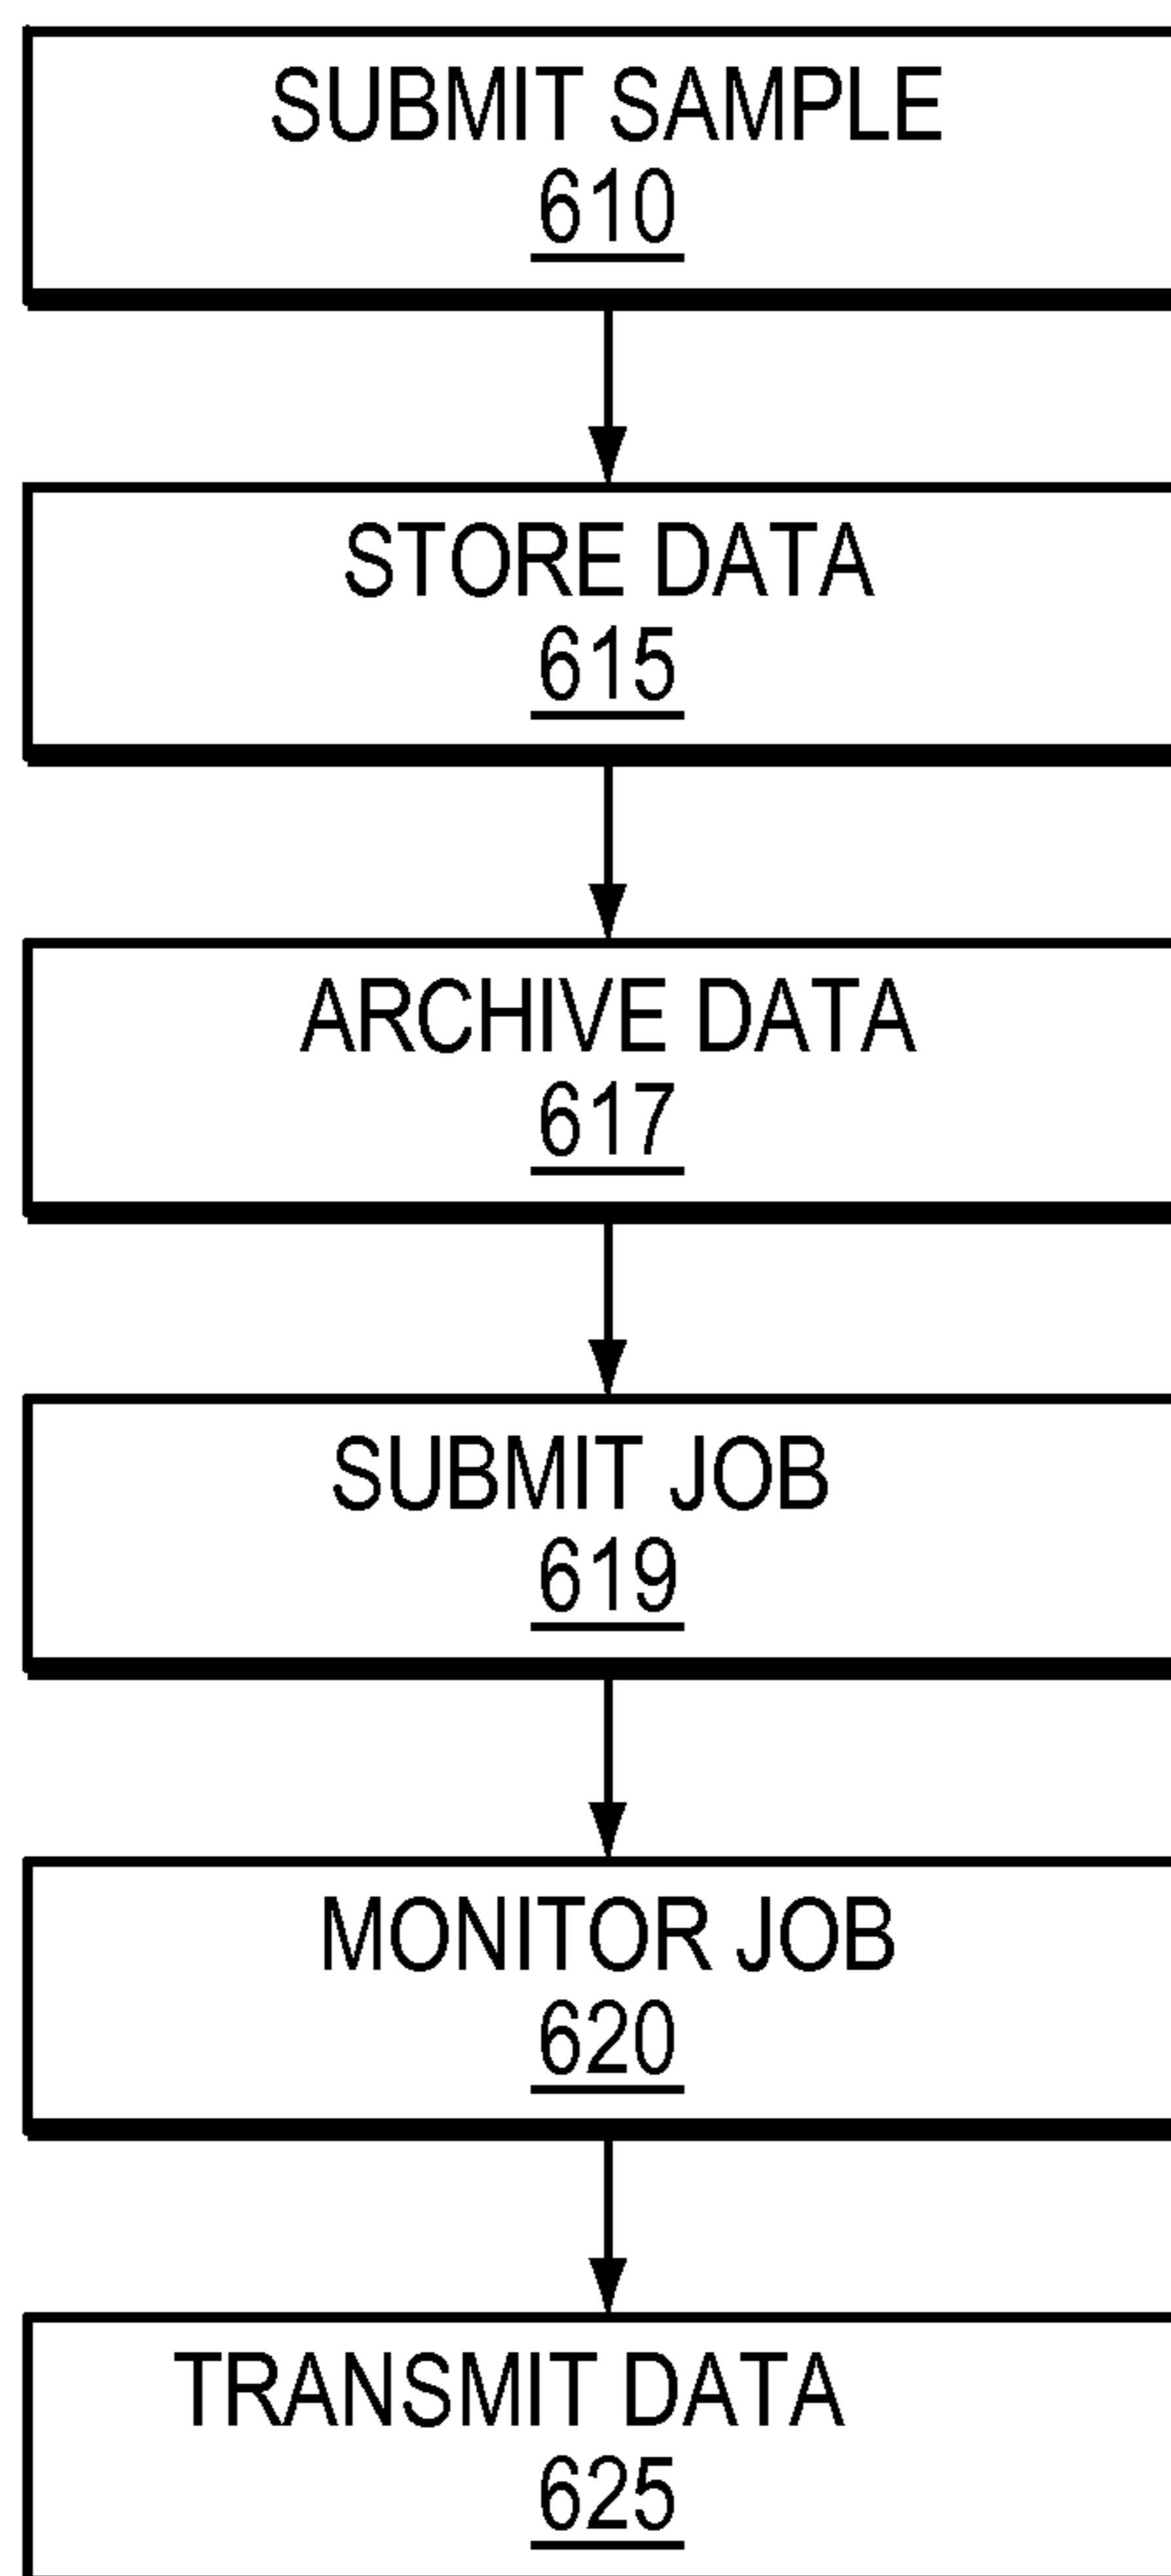 SUBMIT SAMPLE
610
STORE DATA
615
ARCHIVE DATA
617
SUBMIT JOB
619
MONITOR JOB
620
TRANSMIT DATA
625